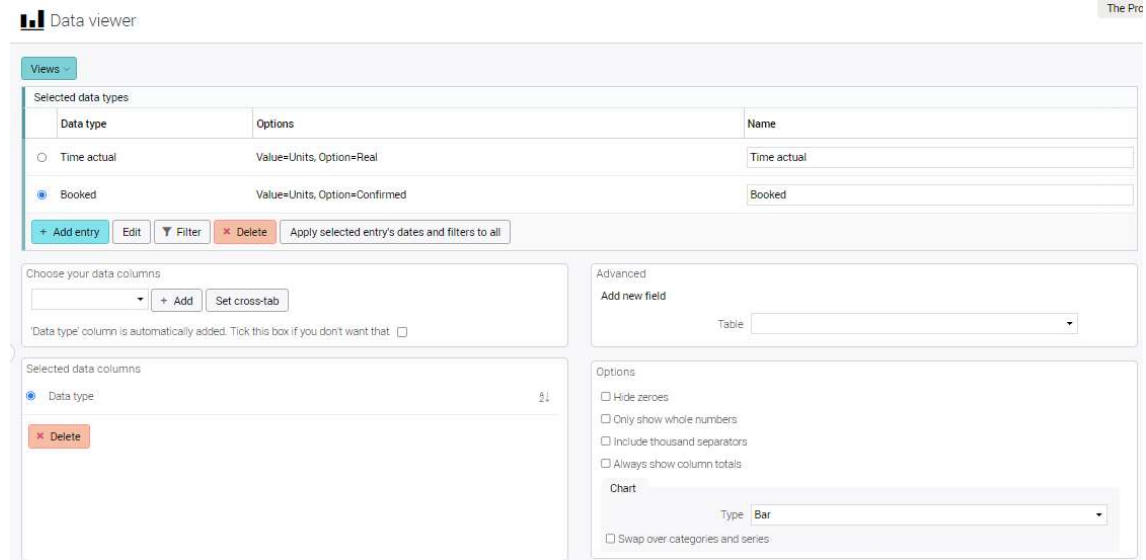 Data viewer
The Pro
Views
Selected data types
Data type Options Name
Time actual Value=Units, Option=Real Time actual
Booked Value=Units, Option=Confirmed Booked
+ Add entry Edit Filter × Delete Apply selected entry's dates and filters to all
Choose your data columns
+ Add Set cross-tab
'Data type' column is automatically added. Tick this box if you don't want that
Advanced
Add new field
Table
Selected data columns
Data type
× Delete
Options
Hide zeroes
Only show whole numbers
Include thousand separators
Always show column totals
Chart
Type Bar
Swap over categories and series